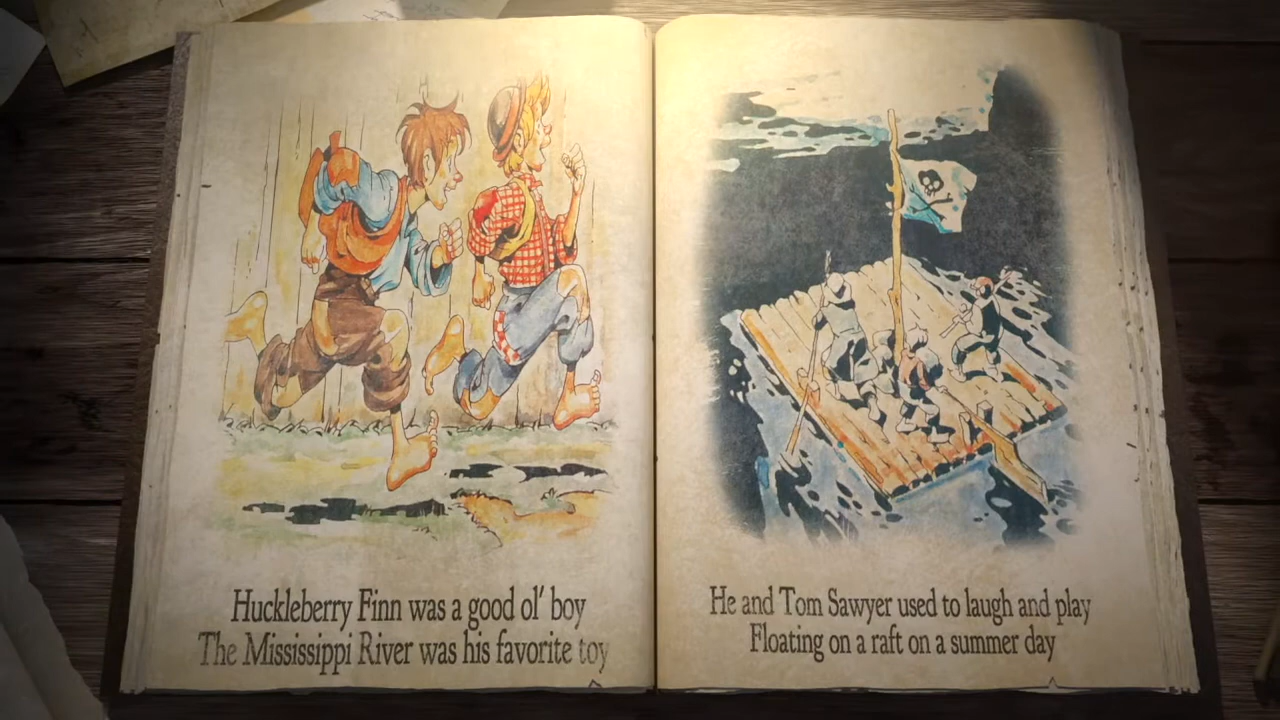 Huckleberry Finn was a good ol' boy
The Mississippi River was his favorite toy
He and Tom Sawyer used to laugh and play
Floating on a raft on a summer day